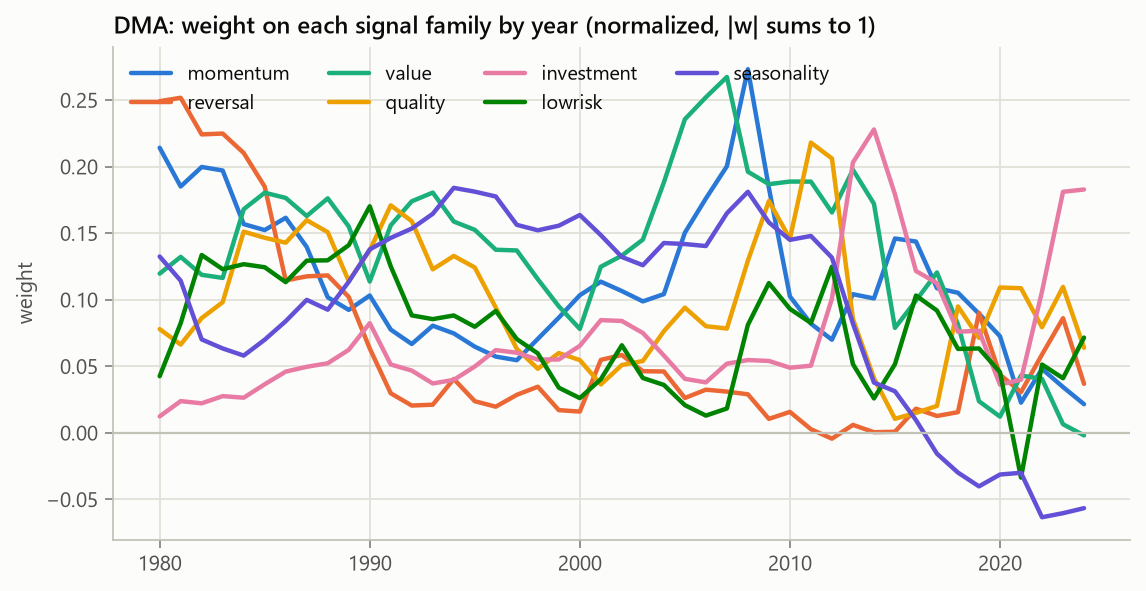 DMA: weight on each signal family by year (normalized, |w| sums to 1)
momentum value investment seasonality
reversal quality lowrisk
weight
0.25
0.20
0.15
0.10
0.05
0.00
−0.05
1980 1990 2000 2010 2020